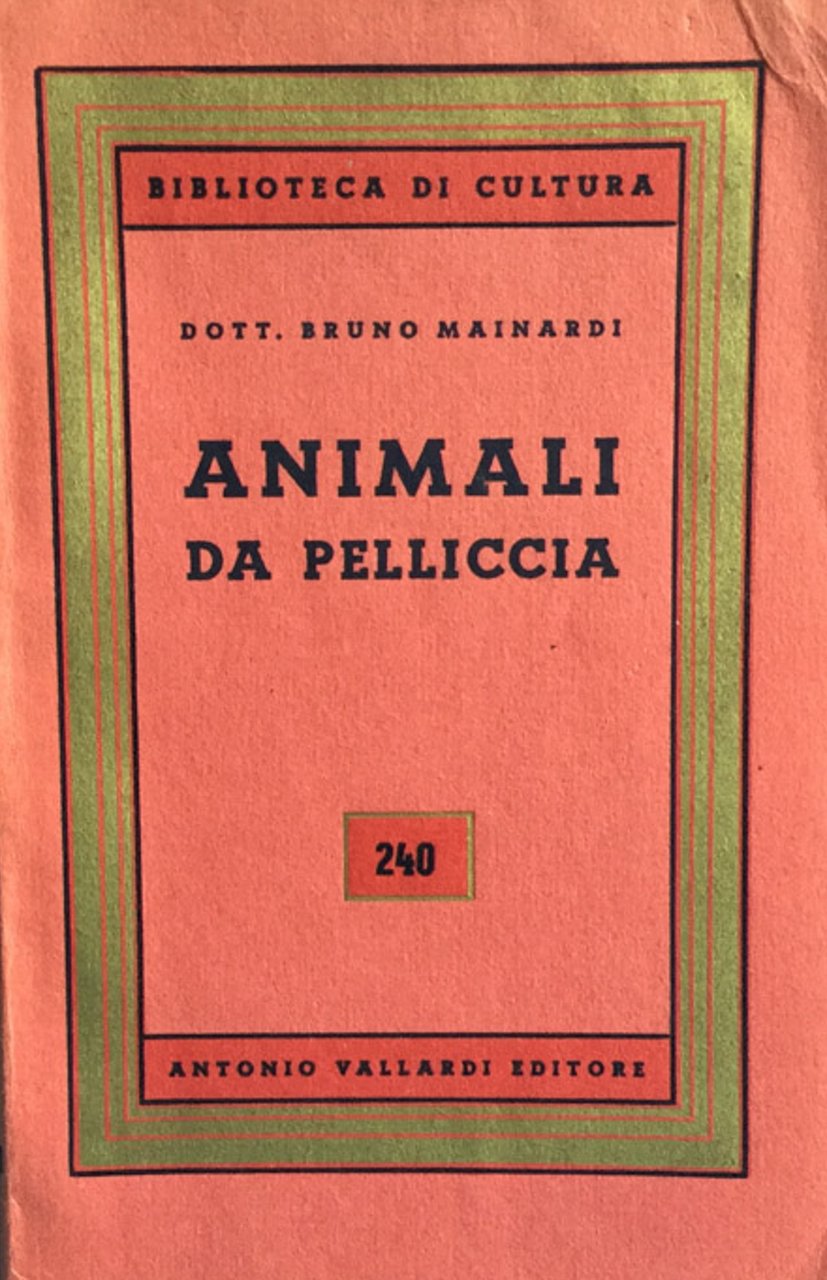 BIBLIOTECA DI CULTURA
DOTT. BRUNO MAINARDI
ANIMALI
DA PELLICCIA
240
ANTONIO VALLARDI EDITORE